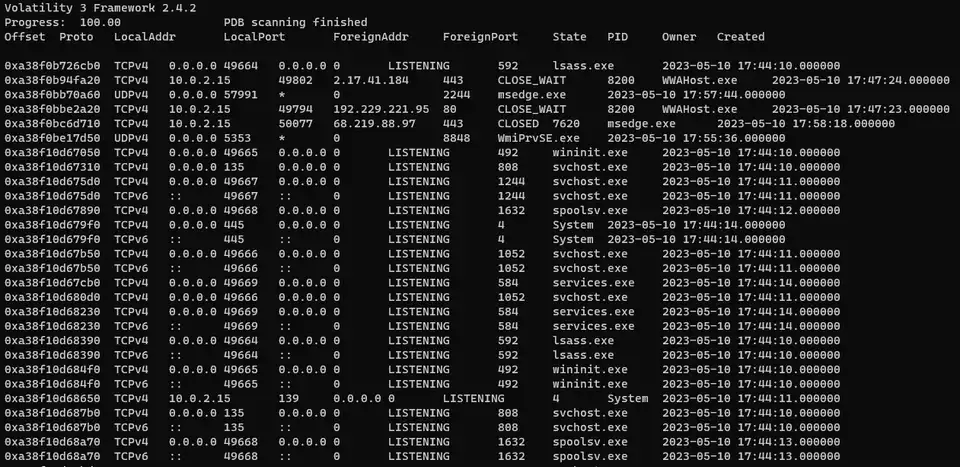 Volatility 3 Framework 2.4.2
Progress:  100.00               PDB scanning finished
Offset  Proto   LocalAddr       LocalPort       ForeignAddr     ForeignPort     State   PID     Owner   Created
0xa38f0b726cb0  TCPv4   0.0.0.0 49664   0.0.0.0 0       LISTENING       592     lsass.exe       2023-05-10 17:44:10.000000
0xa38f0b94fa20  TCPv4   10.0.2.15       49802   2.17.41.184     443     CLOSE_WAIT      8200    WWAHost.exe     2023-05-10 17:47:24.000000
0xa38f0bb70a60  UDPv4   0.0.0.0 57991   *       0               2244    msedge.exe      2023-05-10 17:57:44.000000
0xa38f0bbe2a20  TCPv4   10.0.2.15       49794   192.229.221.95  80      CLOSE_WAIT      8200    WWAHost.exe     2023-05-10 17:47:23.000000
0xa38f0bc6d710  TCPv4   10.0.2.15       50077   68.219.88.97    443     CLOSED  7620    msedge.exe      2023-05-10 17:58:18.000000
0xa38f0be17d50  UDPv4   0.0.0.0 5353    *       0               8848    WmiPrvSE.exe    2023-05-10 17:55:36.000000
0xa38f10d67050  TCPv4   0.0.0.0 49665   0.0.0.0 0       LISTENING       492     wininit.exe     2023-05-10 17:44:10.000000
0xa38f10d67310  TCPv4   0.0.0.0 135     0.0.0.0 0       LISTENING       808     svchost.exe     2023-05-10 17:44:10.000000
0xa38f10d675d0  TCPv4   0.0.0.0 49667   0.0.0.0 0       LISTENING       1244    svchost.exe     2023-05-10 17:44:11.000000
0xa38f10d675d0  TCPv6   ::      49667   ::      0       LISTENING       1244    svchost.exe     2023-05-10 17:44:11.000000
0xa38f10d67890  TCPv4   0.0.0.0 49668   0.0.0.0 0       LISTENING       1632    spoolsv.exe     2023-05-10 17:44:12.000000
0xa38f10d679f0  TCPv4   0.0.0.0 445     0.0.0.0 0       LISTENING       4       System  2023-05-10 17:44:14.000000
0xa38f10d679f0  TCPv6   ::      445     ::      0       LISTENING       4       System  2023-05-10 17:44:14.000000
0xa38f10d67b50  TCPv4   0.0.0.0 49666   0.0.0.0 0       LISTENING       1052    svchost.exe     2023-05-10 17:44:11.000000
0xa38f10d67b50  TCPv6   ::      49666   ::      0       LISTENING       1052    svchost.exe     2023-05-10 17:44:11.000000
0xa38f10d67cb0  TCPv4   0.0.0.0 49669   0.0.0.0 0       LISTENING       584     services.exe    2023-05-10 17:44:14.000000
0xa38f10d680d0  TCPv4   0.0.0.0 49666   0.0.0.0 0       LISTENING       1052    svchost.exe     2023-05-10 17:44:11.000000
0xa38f10d68230  TCPv4   0.0.0.0 49669   0.0.0.0 0       LISTENING       584     services.exe    2023-05-10 17:44:14.000000
0xa38f10d68230  TCPv6   ::      49669   ::      0       LISTENING       584     services.exe    2023-05-10 17:44:14.000000
0xa38f10d68390  TCPv4   0.0.0.0 49664   0.0.0.0 0       LISTENING       592     lsass.exe       2023-05-10 17:44:10.000000
0xa38f10d68390  TCPv6   ::      49664   ::      0       LISTENING       592     lsass.exe       2023-05-10 17:44:10.000000
0xa38f10d684f0  TCPv4   0.0.0.0 49665   0.0.0.0 0       LISTENING       492     wininit.exe     2023-05-10 17:44:10.000000
0xa38f10d684f0  TCPv6   ::      49665   ::      0       LISTENING       492     wininit.exe     2023-05-10 17:44:10.000000
0xa38f10d68650  TCPv4   10.0.2.15       139     0.0.0.0 0       LISTENING       4       System  2023-05-10 17:44:11.000000
0xa38f10d687b0  TCPv4   0.0.0.0 135     0.0.0.0 0       LISTENING       808     svchost.exe     2023-05-10 17:44:10.000000
0xa38f10d687b0  TCPv6   ::      135     ::      0       LISTENING       808     svchost.exe     2023-05-10 17:44:10.000000
0xa38f10d68a70  TCPv4   0.0.0.0 49668   0.0.0.0 0       LISTENING       1632    spoolsv.exe     2023-05-10 17:44:13.000000
0xa38f10d68a70  TCPv6   ::      49668   ::      0       LISTENING       1632    spoolsv.exe     2023-05-10 17:44:13.000000